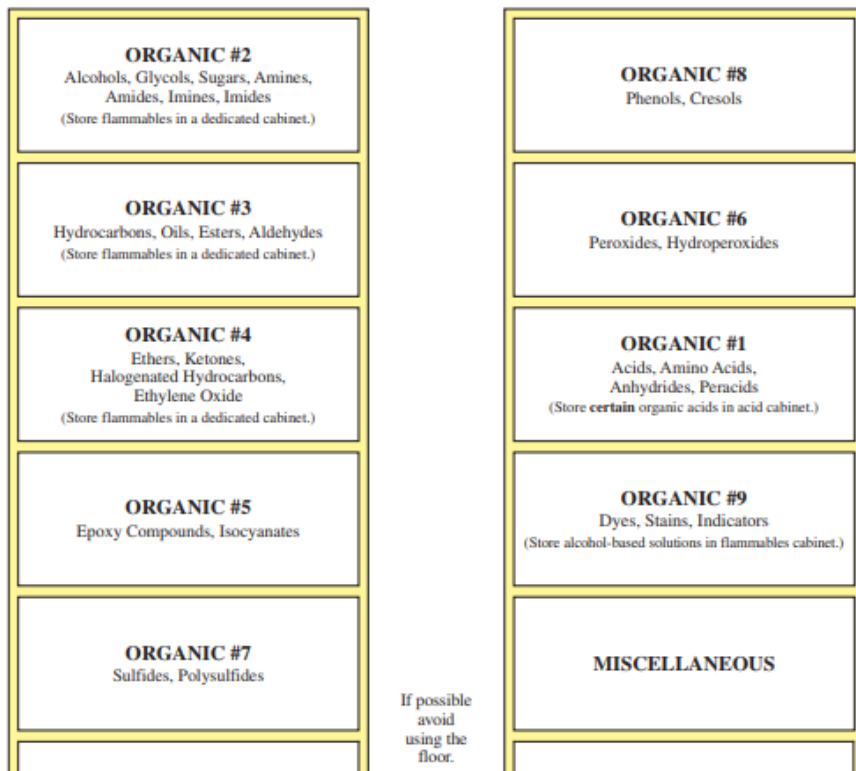 ORGANIC #2
Alcohols, Glycols, Sugars, Amines,
Amides, Imines, Imides
(Store flammables in a dedicated cabinet.)
ORGANIC #3
Hydrocarbons, Oils, Esters, Aldehydes
(Store flammables in a dedicated cabinet.)
ORGANIC #4
Ethers, Ketones,
Halogenated Hydrocarbons,
Ethylene Oxide
(Store flammables in a dedicated cabinet.)
ORGANIC #5
Epoxy Compounds, Isocyanates
ORGANIC #7
Sulfides, Polysulfides
If possible
avoid
using the
floor.
ORGANIC #8
Phenols, Cresols
ORGANIC #6
Peroxides, Hydroperoxides
ORGANIC #1
Acids, Amino Acids,
Anhydrides, Peracids
(Store certain organic acids in acid cabinet.)
ORGANIC #9
Dyes, Stains, Indicators
(Store alcohol-based solutions in flammables cabinet.)
MISCELLANEOUS